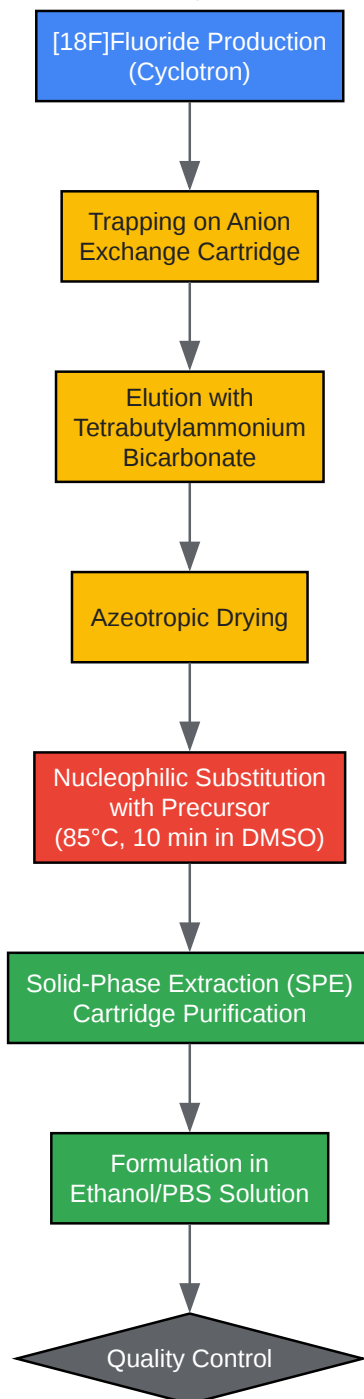 [18F]Fluoride Production
(Cyclotron)
Trapping on Anion
Exchange Cartridge
Elution with
Tetrabutylammonium
Bicarbonate
Azeotropic Drying
Nucleophilic Substitution
with Precursor
(85°C, 10 min in DMSO)
Solid-Phase Extraction (SPE)
Cartridge Purification
Formulation in
Ethanol/PBS Solution
Quality Control